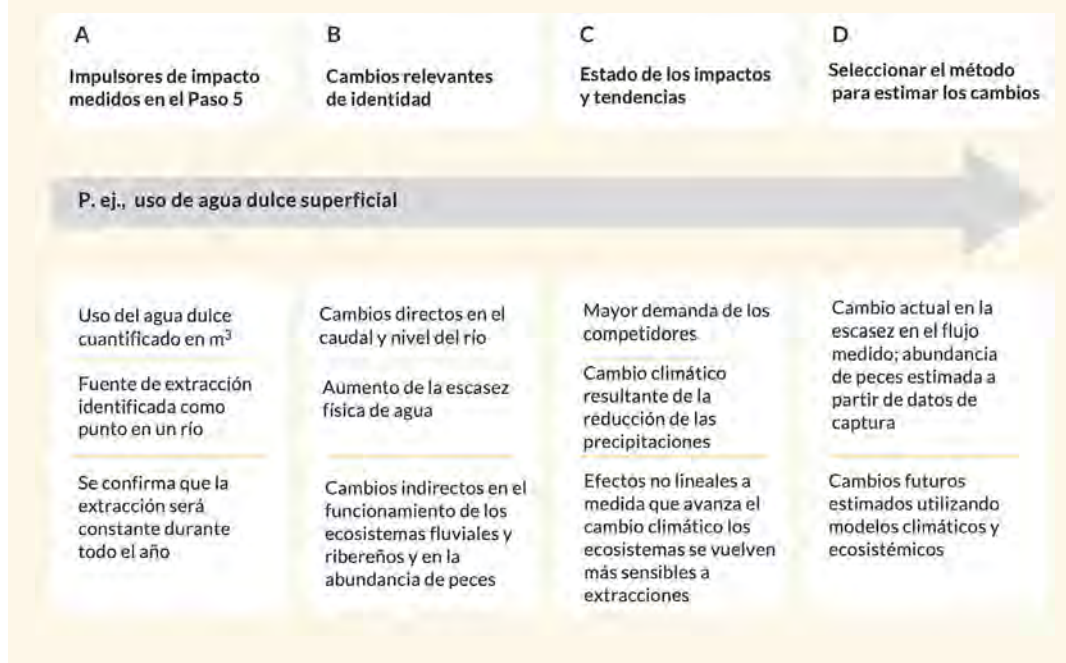 A
Impulsores de impacto
medidos en el Paso 5
B
Cambios relevantes
de identidad
C
Estado de los impactos
y tendencias
D
Seleccionar el método
para estimar los cambios
P. ej., uso de agua dulce superficial
Uso del agua dulce
cuantificado en m³
Fuente de extracción
identificada como
punto en un río
Se confirma que la
extracción será
constante durante
todo el año
Cambios directos en el
caudal y nivel del río
Aumento de la escasez
física de agua
Cambios indirectos en el
funcionamiento de los
ecosistemas fluviales y
ribereños y en la
abundancia de peces
Mayor demanda de los
competidores
Cambio climático
resultante de la
reducción de las
precipitaciones
Efectos no lineales a
medida que avanza el
cambio climático los
ecosistemas se vuelven
más sensibles a
extracciones
Cambio actual en la
escasez en el flujo
medido; abundancia
de peces estimada a
partir de datos de
captura
Cambios futuros
estimados utilizando
modelos climáticos y
ecosistémicos